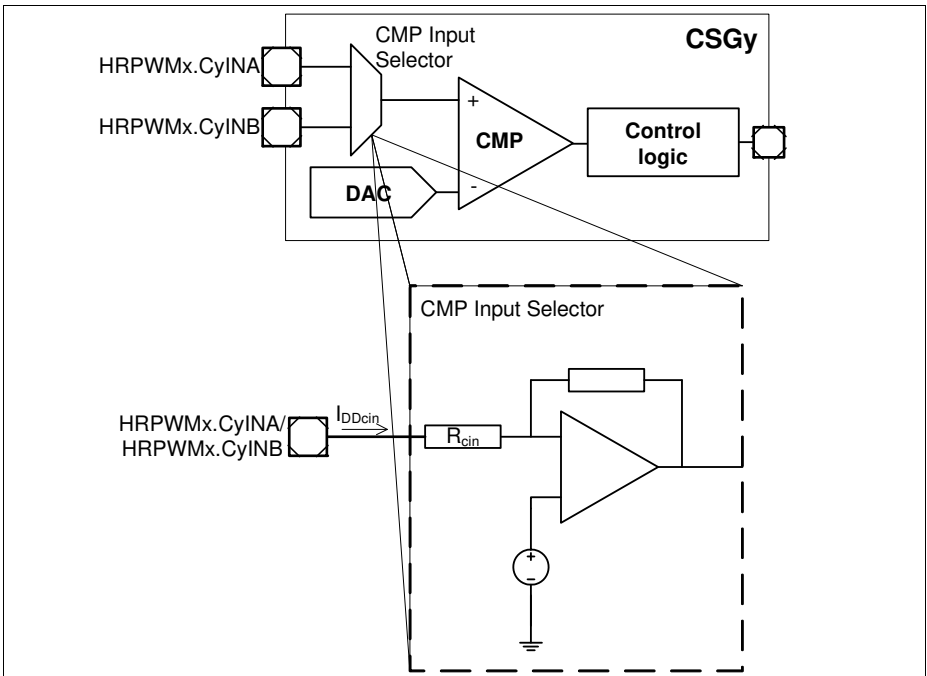 CMP Input
Selector
CSGy
HRPWMx.CyINA
HRPWMx.CyINB
+
CMP
-
Control
logic
DAC
CMP Input Selector
HRPWMx.CyINA/
HRPWMx.CyINB
IDDcin
Rcin
+
−